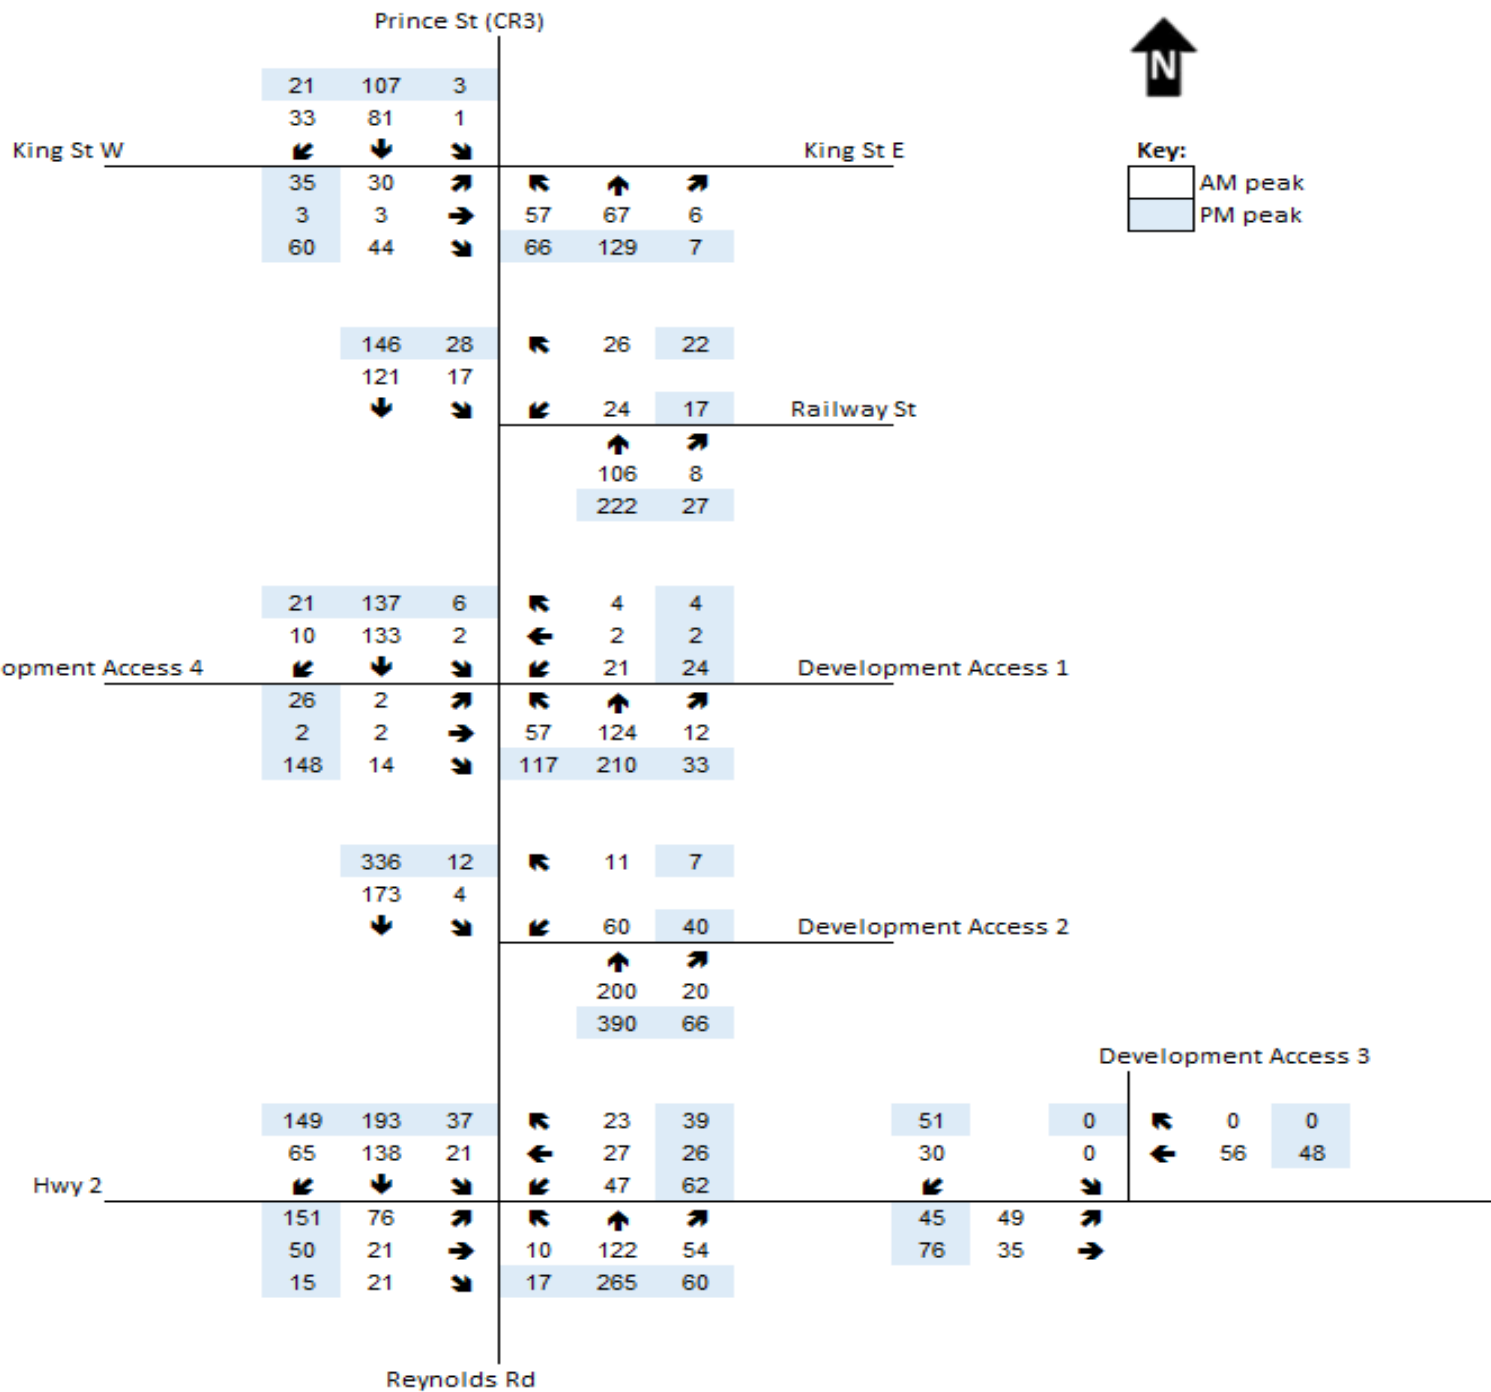 Prince St (CR3)
N
21 107 3
33 81 1
King St W King St E Key:
35 30 AM peak
3 3 57 67 6 PM peak
60 44 66 129 7
146 28 26 22
121 17
24 17 Railway St
106 8
222 27
21 137 6 4 4
10 133 2 2 2
opment Access 4 21 24 Development Access 1
26 2
2 2 57 124 12
148 14 117 210 33
336 12 11 7
173 4
60 40 Development Access 2
200 20
390 66
Development Access 3
149 193 37 23 39 51 0 0 0
65 138 21 27 26 30 0 56 48
Hwy 2 47 62
151 76 45 49
50 21 10 122 54 76 35
15 21 17 265 60
Reynolds Rd